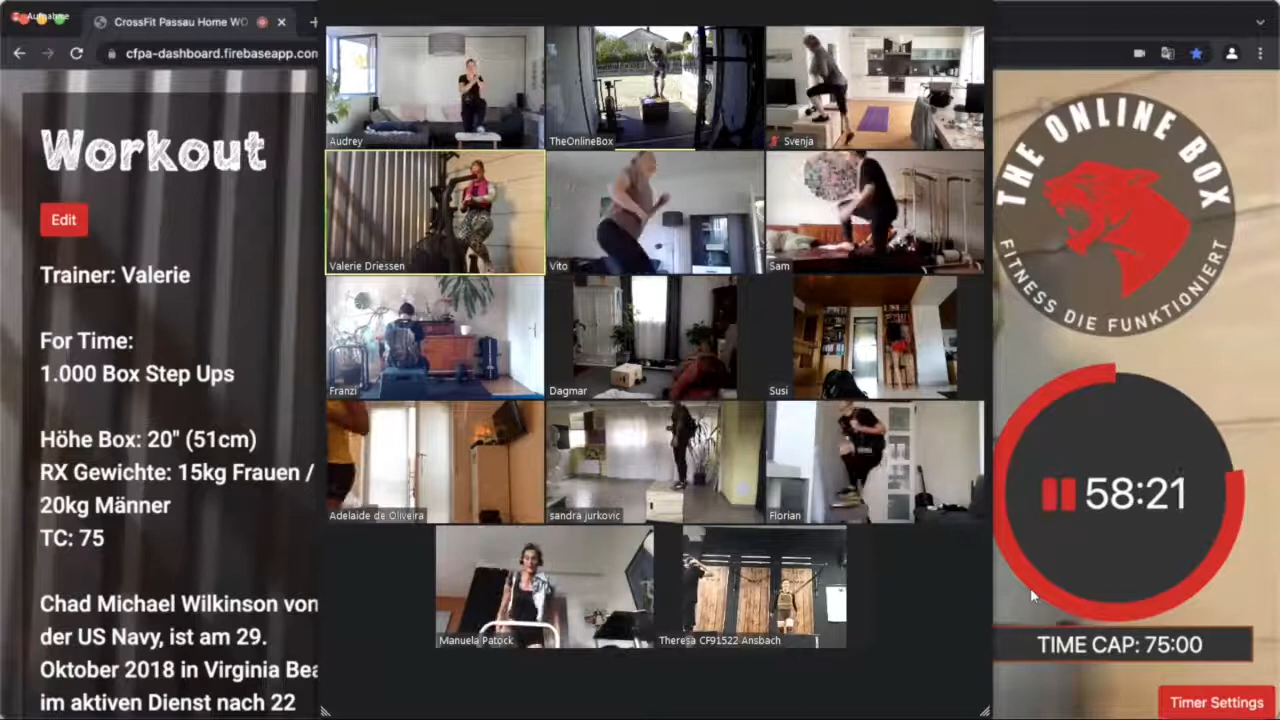 Aufnahme
CrossFit Passau Home WO
cfpa-dashboard.firebaseapp.com
Workout
Edit
Trainer: Valerie
For Time:
1.000 Box Step Ups
Höhe Box: 20" (51cm)
RX Gewichte: 15kg Frauen /
20kg Männer
TC: 75
Chad Michael Wilkinson von
der US Navy, ist am 29.
Oktober 2018 in Virginia Bea
im aktiven Dienst nach 22
Audrey
TheOnlineBox
Svenja
Valerie Driessen
Vito
Sam
Franzi
Dagmar
Susi
Adelaide de Oliveira
sandra jurkovic
Florian
Manuela Patock
Theresa CF91522 Ansbach
THE ONLINE BOX
FITNESS DIE FUNKTIONIERT
58:21
TIME CAP: 75:00
Timer Settings